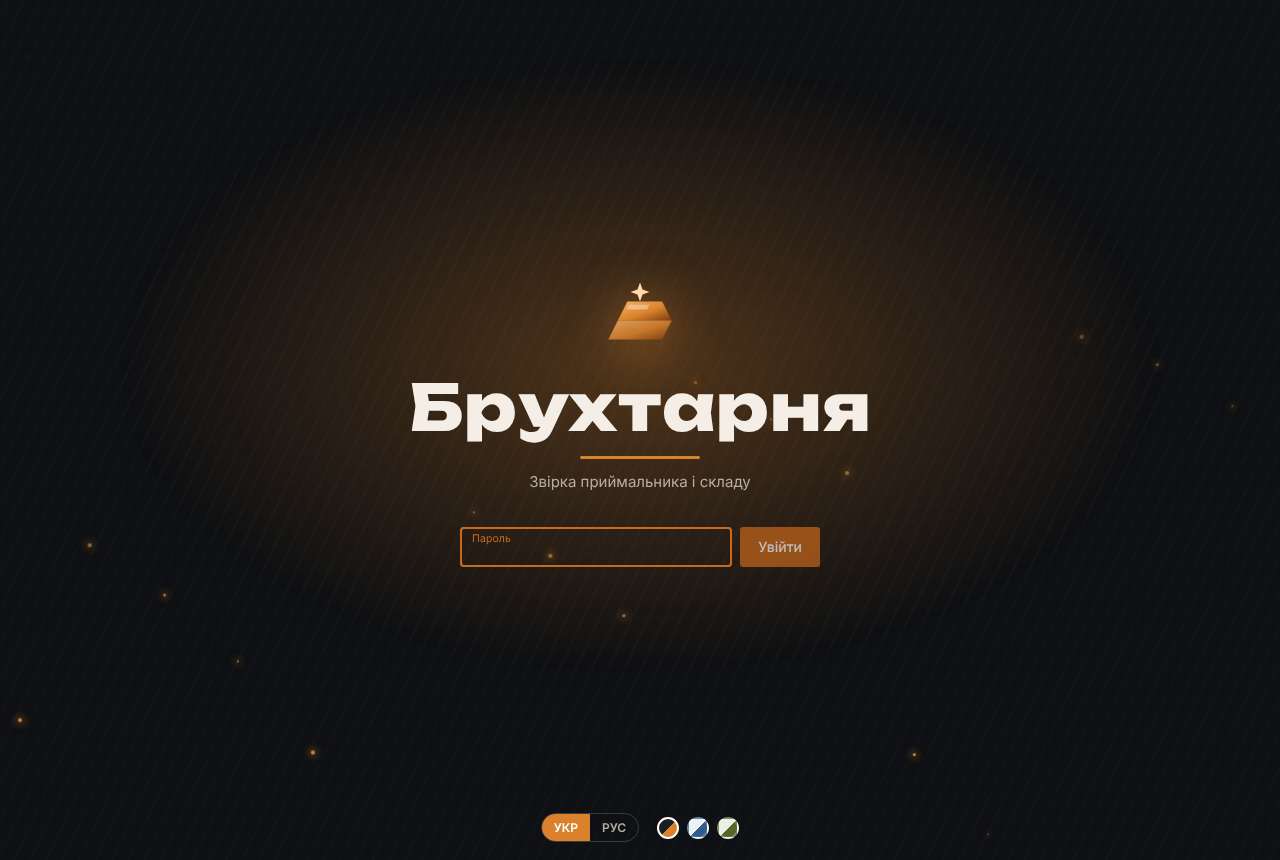 Брухтарня
Звірка приймальника і складу
Пароль
Увійти
УКР РУС